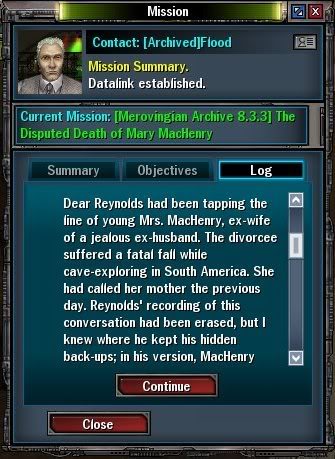 Mission
Contact: [Archived]Flood
Mission Summary.
Datalink established.
Current Mission: [Merovingian Archive 8.3.3] The
Disputed Death of Mary MacHenry
Summary
Objectives
Log
Dear Reynolds had been tapping the
line of young Mrs. MacHenry, ex-wife
of a jealous ex-husband. The divorcee
suffered a fatal fall while
cave-exploring in South America. She
had called her mother the previous
day. Reynolds' recording of this
conversation had been erased, but I
knew where he kept his hidden
back-ups; in his version, MacHenry
Continue
Close